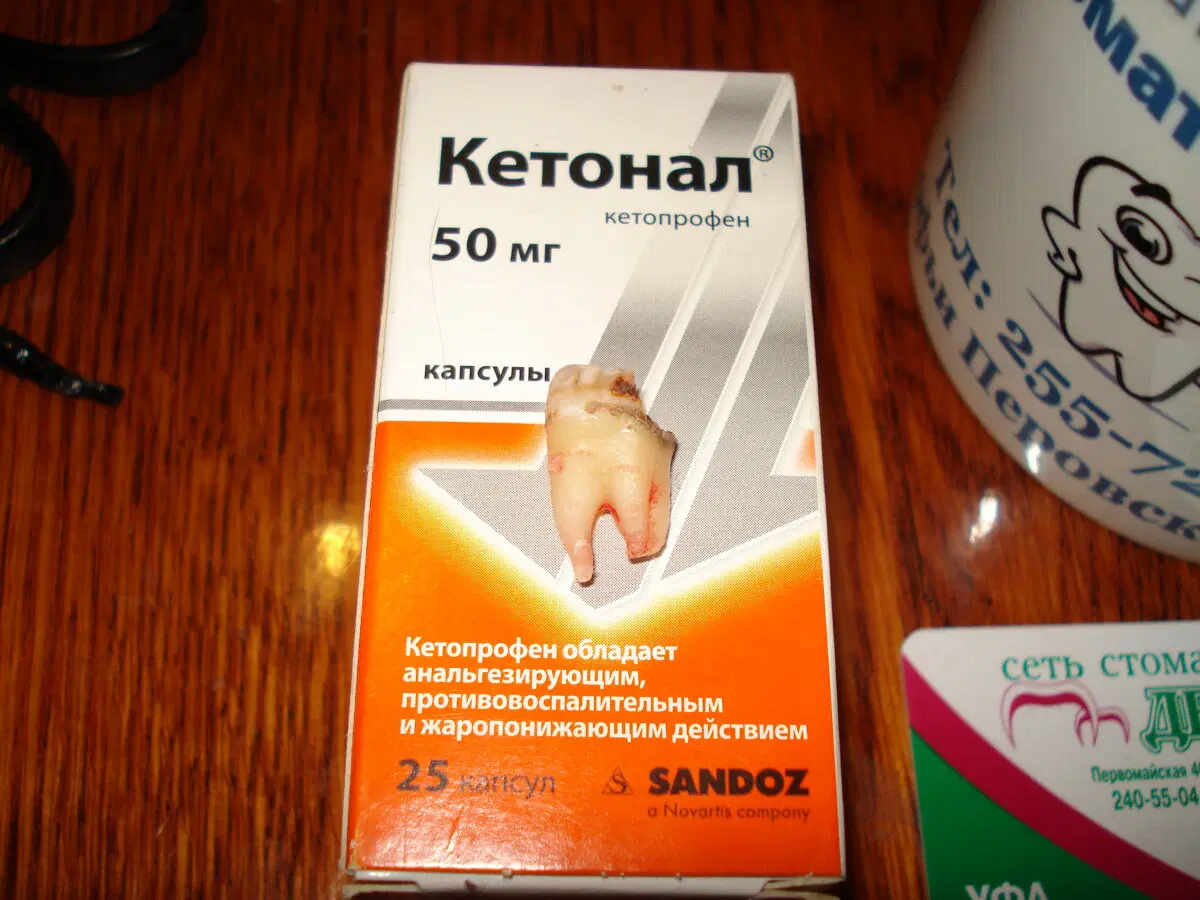 Кетонал®
кетопрофен
50 мг
капсулы
Кетопрофен обладает
анальгезирующим,
противовоспалительным
и жаропонижающим действием
25 капсул
SANDOZ
a Novartis company
Тел: 255-72
Перовск
сеть стома
Первомайская
240-55-04
УФА